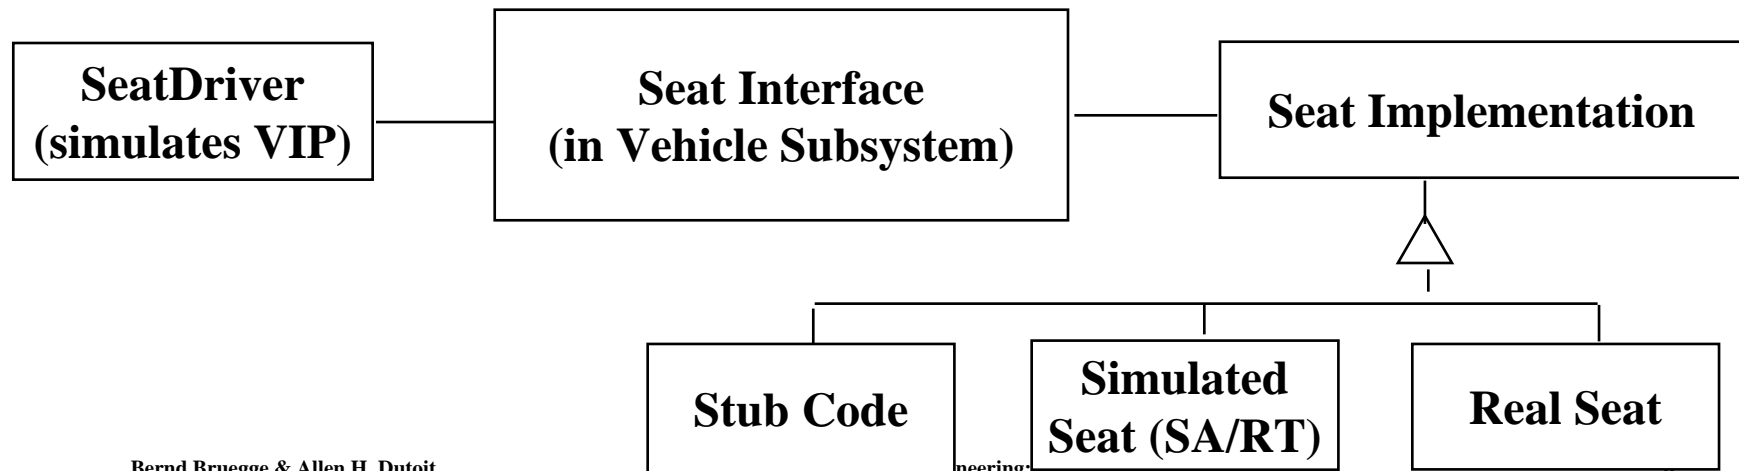 SeatDriver
(simulates VIP)
Seat Interface
(in Vehicle Subsystem)
Seat Implementation
Stub Code
Simulated
Seat (SA/RT)
Real Seat
Bernd Bruegge & Allen H. Dutoit
neering: